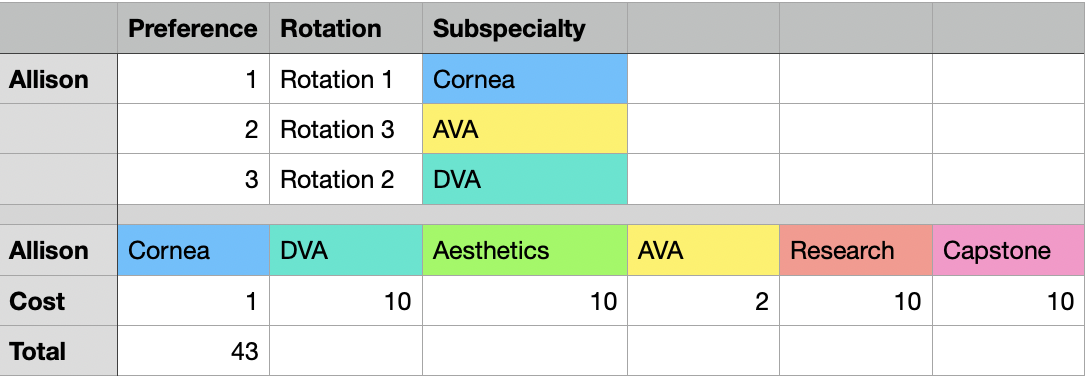 Preference Rotation Subspecialty
Allison 1 Rotation 1 Cornea
2 Rotation 3 AVA
3 Rotation 2 DVA
Allison Cornea DVA Aesthetics AVA Research Capstone
Cost 1 10 10 2 10 10
Total 43